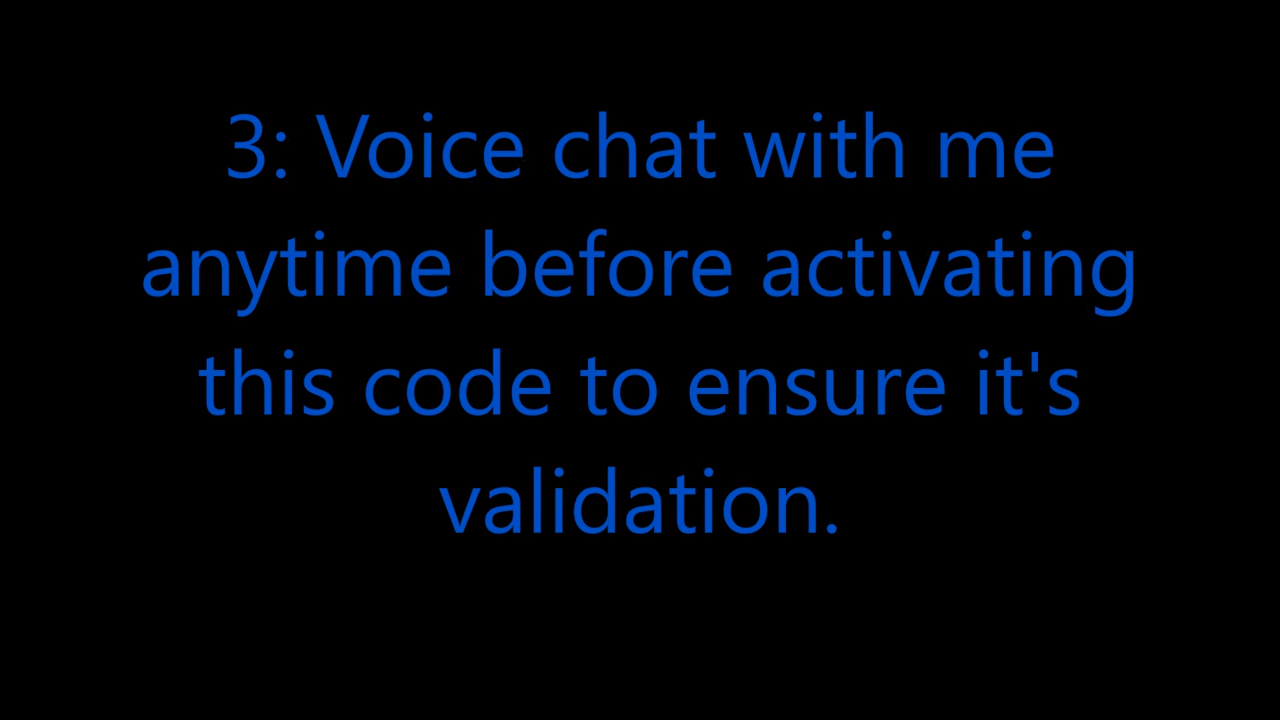 3: Voice chat with me
anytime before activating
this code to ensure it's
validation.